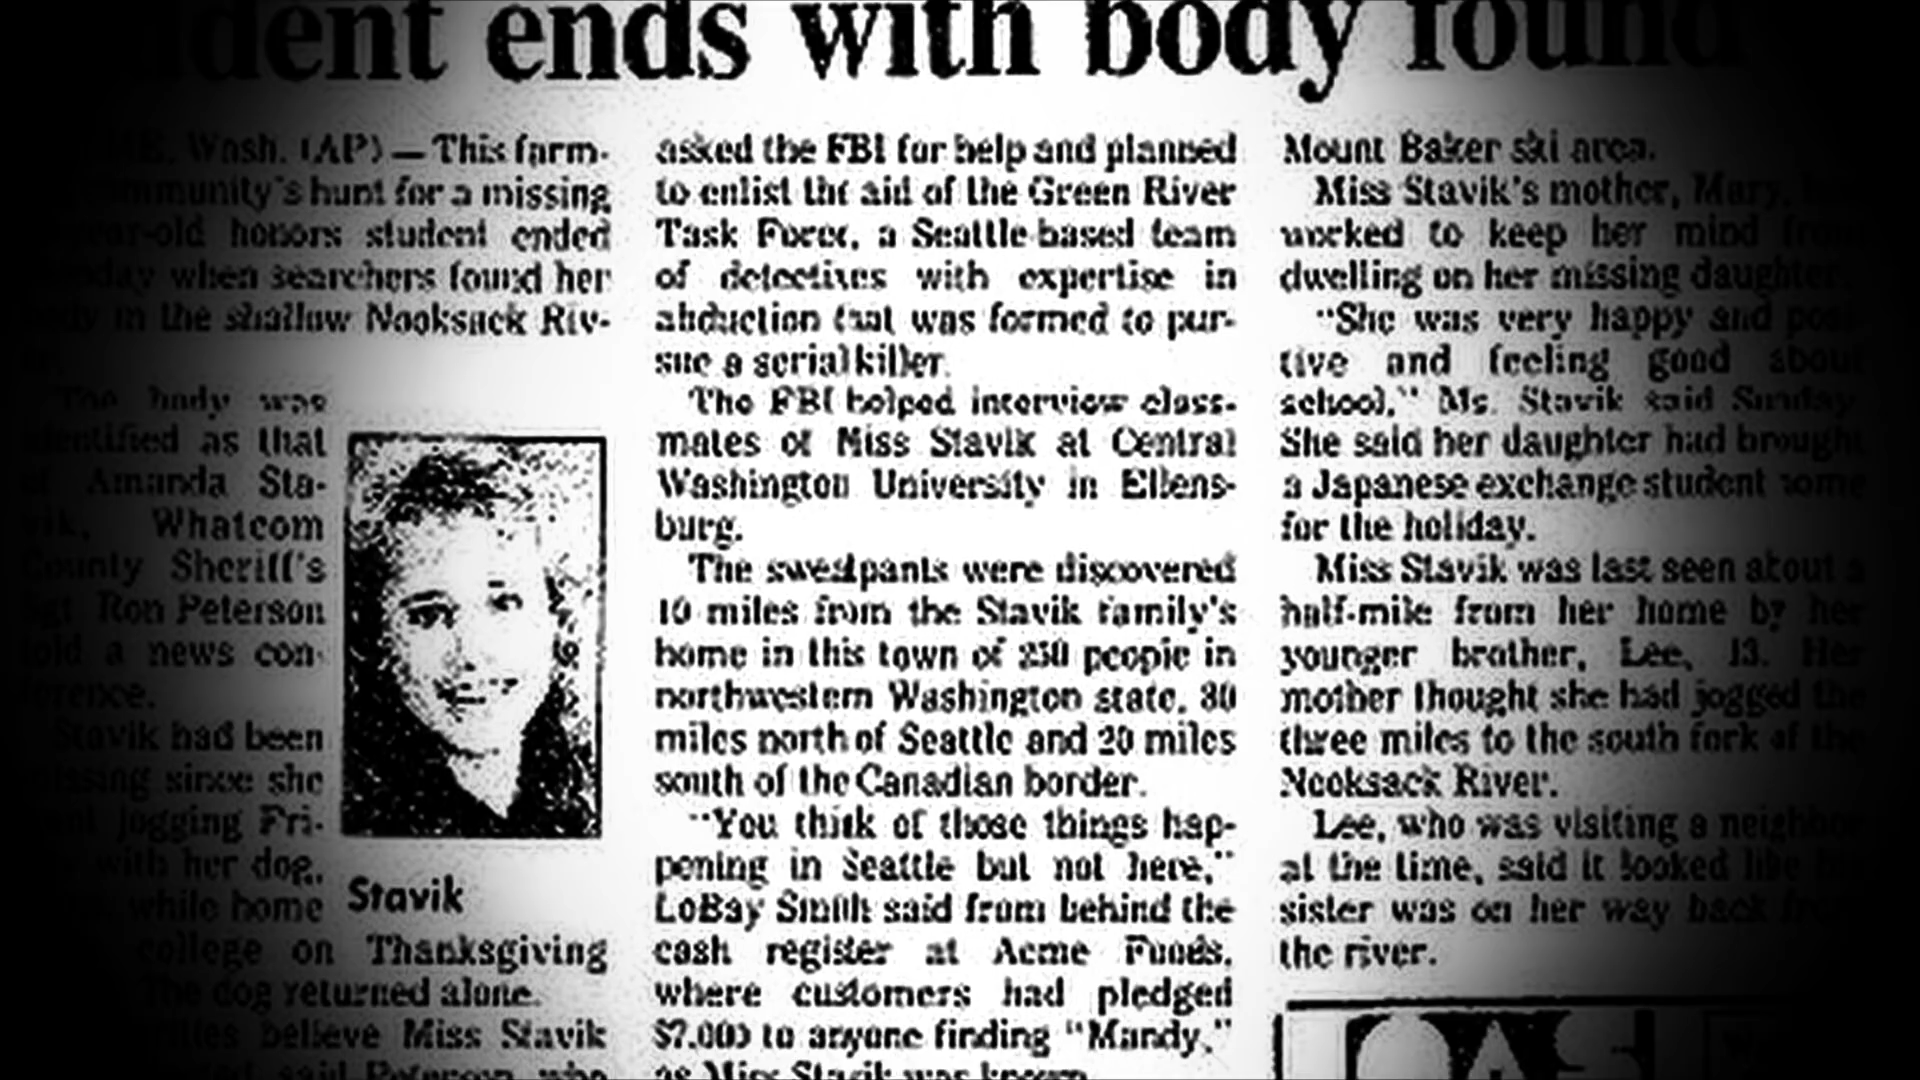 dent ends with body found
ME, Wash. (AP) — This farm-
community's hunt for a missing
year-old honors student ended
day when searchers found her
body in the shallow Nooksack Riv-
er.
The body was
identified as that
of Amanda Sta-
vik, Whatcom
County Sheriff's
Sgt. Ron Peterson
told a news con-
ference.
Stavik had been
missing since she
went jogging Fri-
with her dog,
while home
college on Thanksgiving
The dog returned alone.
believe Miss Stavik
said Peterson, who
Stavik
asked the FBI for help and planned
to enlist the aid of the Green River
Task Force, a Seattle-based team
of detectives with expertise in
abduction that was formed to pur-
sue a serial killer.
The FBI helped interview class-
mates of Miss Stavik at Central
Washington University in Ellens-
burg.
The sweatpants were discovered
10 miles from the Stavik family's
home in this town of 250 people in
northwestern Washington state, 80
miles north of Seattle and 20 miles
south of the Canadian border.
"You think of those things hap-
pening in Seattle but not here,"
LoBay Smith said from behind the
cash register at Acme Foods,
where customers had pledged
$7,000 to anyone finding "Mandy,"
as Miss Stavik was known.
Mount Baker ski area.
Miss Stavik's mother, Mary,
worked to keep her mind from
dwelling on her missing daughter.
"She was very happy and posi-
tive and feeling good about
school," Ms. Stavik said Sunday.
She said her daughter had brought
a Japanese exchange student home
for the holiday.
Miss Stavik was last seen about a
half-mile from her home by her
younger brother, Lee, 13. Her
mother thought she had jogged the
three miles to the south fork of the
Nooksack River.
Lee, who was visiting a neighbor
at the time, said it looked like his
sister was on her way back from
the river.